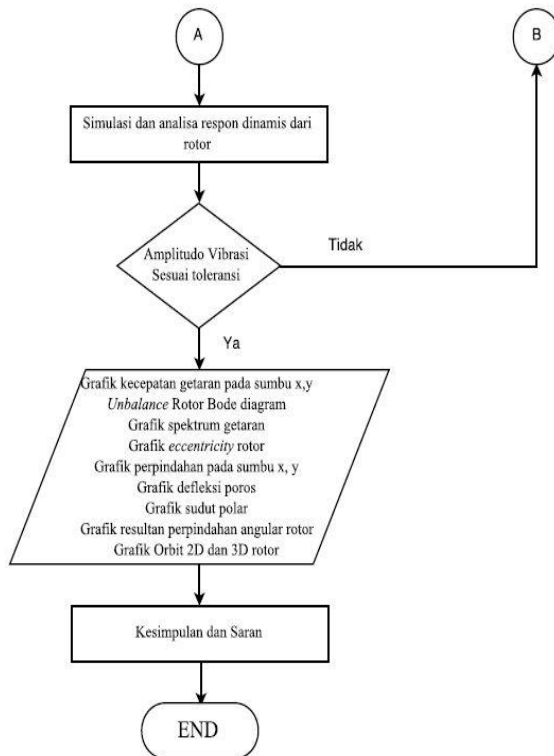 A
B
Simulasi dan analisa respon dinamis dari
rotor
Amplitudo Vibrasi
Sesuai toleransi
Tidak
Ya
Grafik kecepatan getaran pada sumbu x,y
Unbalance Rotor Bode diagram
Grafik spektrum getaran
Grafik eccentricity rotor
Grafik perpindahan pada sumbu x, y
Grafik defleksi poros
Grafik sudut polar
Grafik resultan perpindahan angular rotor
Grafik Orbit 2D dan 3D rotor
Kesimpulan dan Saran
END